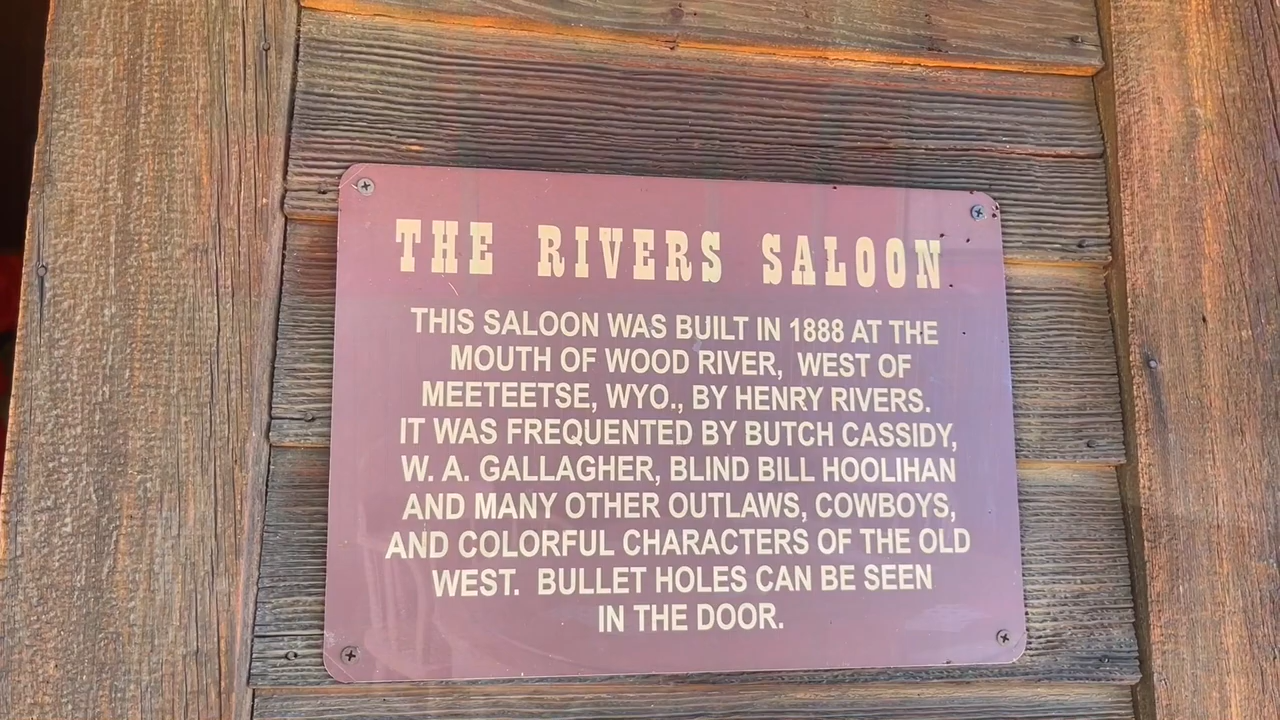 THE RIVERS SALOON
THIS SALOON WAS BUILT IN 1888 AT THE
MOUTH OF WOOD RIVER, WEST OF
MEETEETSE, WYO., BY HENRY RIVERS.
IT WAS FREQUENTED BY BUTCH CASSIDY,
W. A. GALLAGHER, BLIND BILL HOOLIHAN
AND MANY OTHER OUTLAWS, COWBOYS,
AND COLORFUL CHARACTERS OF THE OLD
WEST. BULLET HOLES CAN BE SEEN
IN THE DOOR.